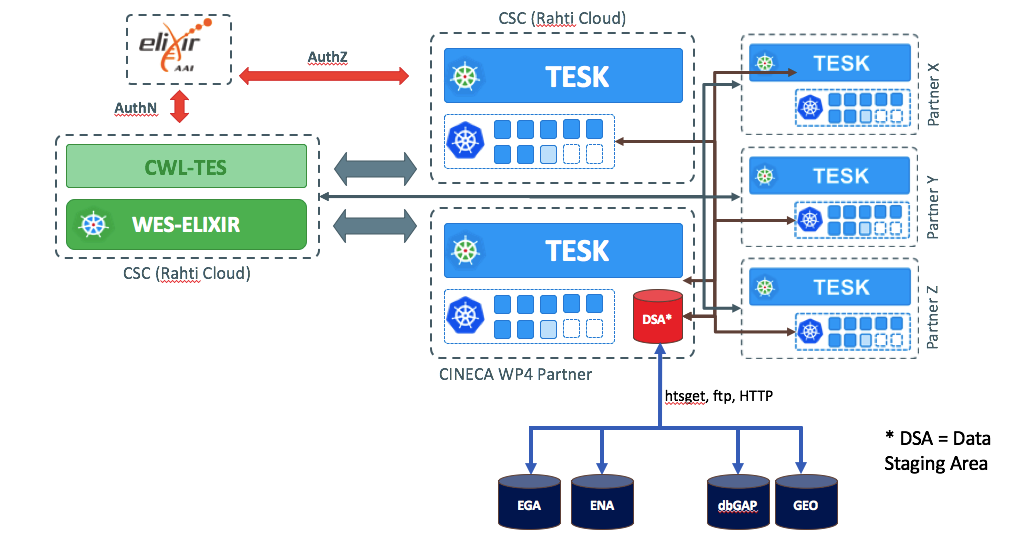 elixir
AAI
AuthZ
AuthN
CWL-TES
WES-ELIXIR
CSC (Rahti Cloud)
CSC (Rahti Cloud)
TESK
TESK
DSA*
CINECA WP4 Partner
TESK
Partner X
TESK
Partner Y
TESK
Partner Z
htsget, ftp, HTTP
* DSA = Data
Staging Area
EGA
ENA
dbGAP
GEO